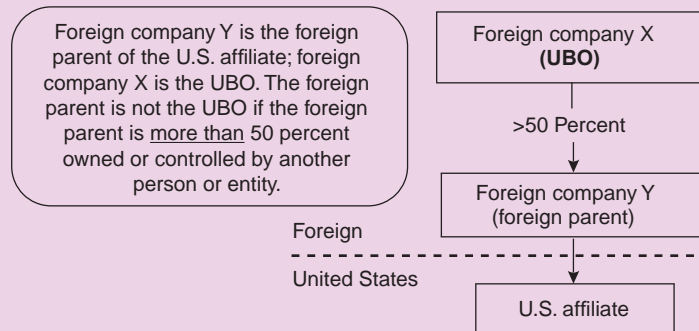 Foreign company Y is the foreign
parent of the U.S. affiliate; foreign
company X is the UBO. The foreign
parent is not the UBO if the foreign
parent is more than 50 percent
owned or controlled by another
person or entity.
Foreign company X
(UBO)
>50 Percent
Foreign company Y
(foreign parent)
Foreign
United States
U.S. affiliate